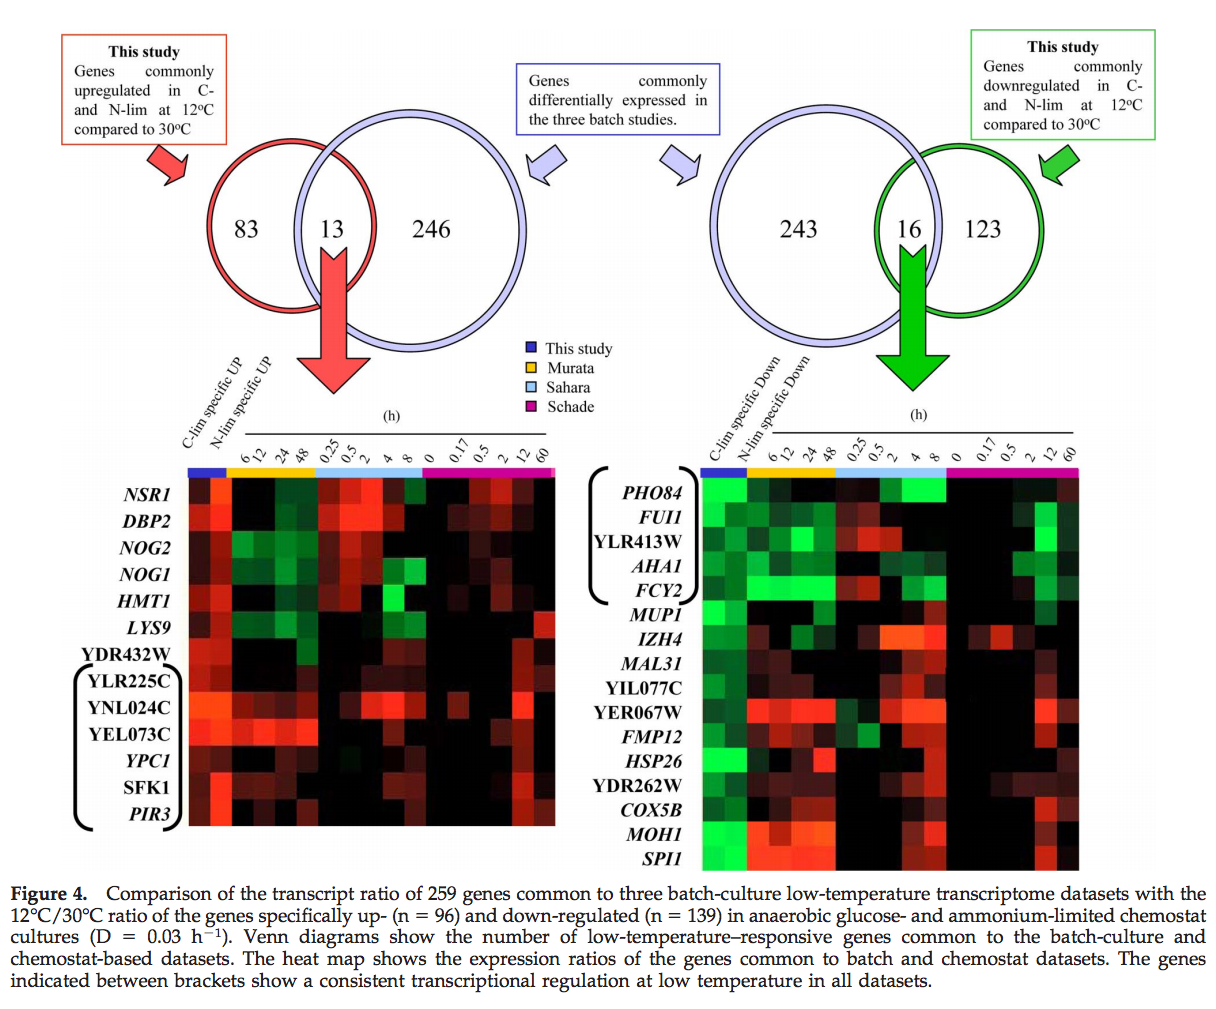 This study
Genes commonly
upregulated in C-
and N-lim at 12ºC
compared to 30ºC
Genes commonly
differentially expressed in
the three batch studies.
This study
Genes commonly
downregulated in C-
and N-lim at 12ºC
compared to 30ºC
83
13
246
243
16
123
This study
Murata
Sahara
Schade
C-lim specific UP
N-lim specific UP
(h)
6
12
24
48
0.25
0.5
2
4
8
0
0.17
0.5
2
12
60
NSR1
DBP2
NOG2
NOG1
HMT1
LYS9
YDR432W
YLR225C
YNL024C
YEL073C
YPC1
SFK1
PIR3
C-lim specific Down
N-lim specific Down
(h)
6
12
24
48
0.25
0.5
2
4
8
0
0.17
0.5
2
12
60
PHO84
FUI1
YLR413W
AHA1
FCY2
MUP1
IZH4
MAL31
YIL077C
YER067W
FMP12
HSP26
YDR262W
COX5B
MOH1
SPI1
Figure 4. Comparison of the transcript ratio of 259 genes common to three batch-culture low-temperature transcriptome datasets with the
12°C/30°C ratio of the genes specifically up- (n = 96) and down-regulated (n = 139) in anaerobic glucose- and ammonium-limited chemostat
cultures (D = 0.03 h⁻¹). Venn diagrams show the number of low-temperature–responsive genes common to the batch-culture and
chemostat-based datasets. The heat map shows the expression ratios of the genes common to batch and chemostat datasets. The genes
indicated between brackets show a consistent transcriptional regulation at low temperature in all datasets.